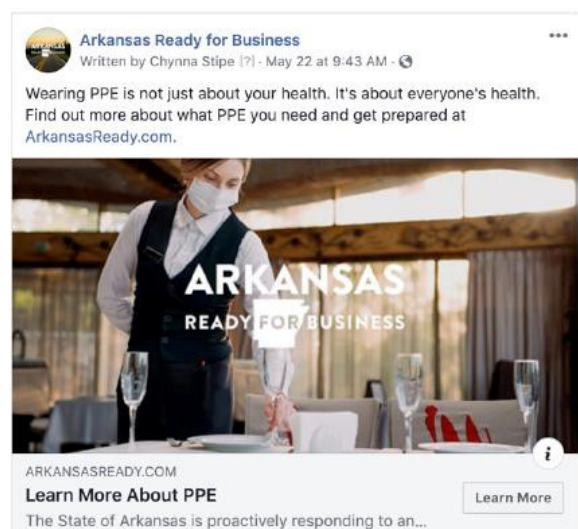 Arkansas Ready for Business
Written by Chynna Stipe [?] · May 22 at 9:43 AM ·
Wearing PPE is not just about your health. It's about everyone's health.
Find out more about what PPE you need and get prepared at
ArkansasReady.com.
ARKANSAS
READY FOR BUSINESS
i
ARKANSASREADY.COM
Learn More About PPE
Learn More
The State of Arkansas is proactively responding to an...